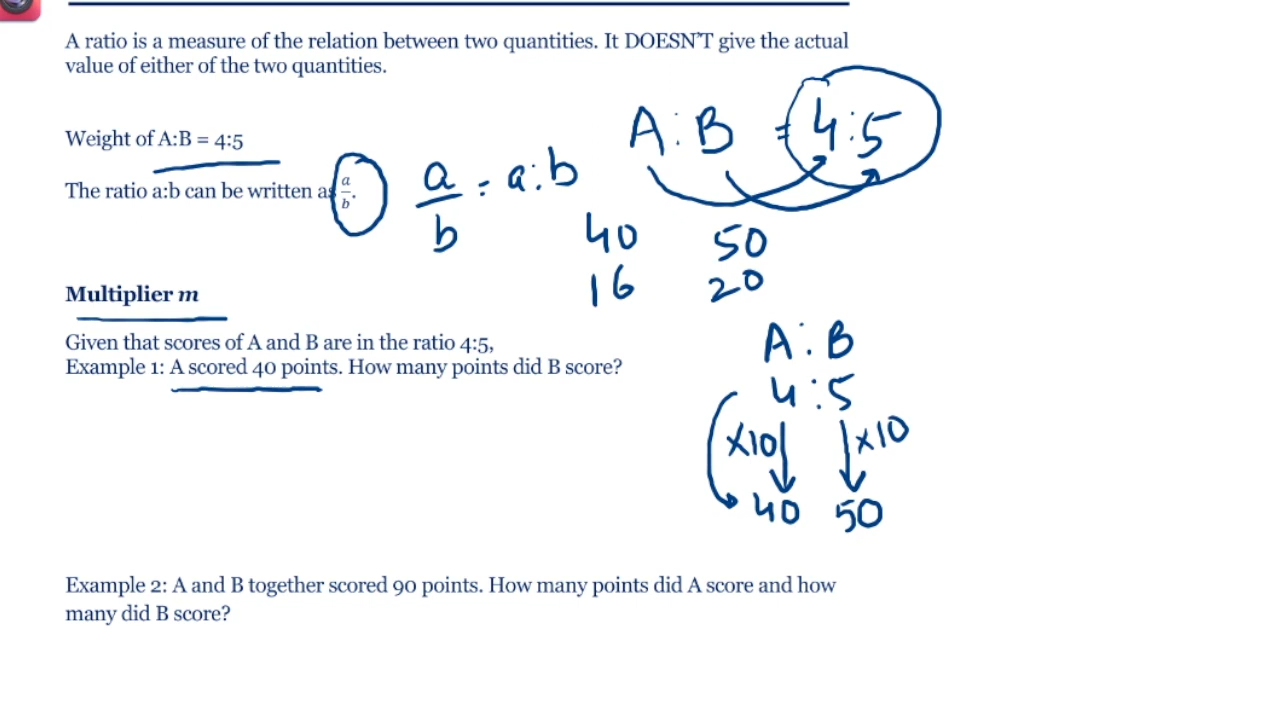 A ratio is a measure of the relation between two quantities. It DOESN'T give the actual
value of either of the two quantities.
A : B = 4:5
Weight of A:B = 4:5
The ratio a:b can be written as a/b.
a/b = a:b
40 50
16 20
Multiplier m
Given that scores of A and B are in the ratio 4:5,
Example 1: A scored 40 points. How many points did B score?
A : B
4 : 5
×10 ×10
40 50
Example 2: A and B together scored 90 points. How many points did A score and how
many did B score?